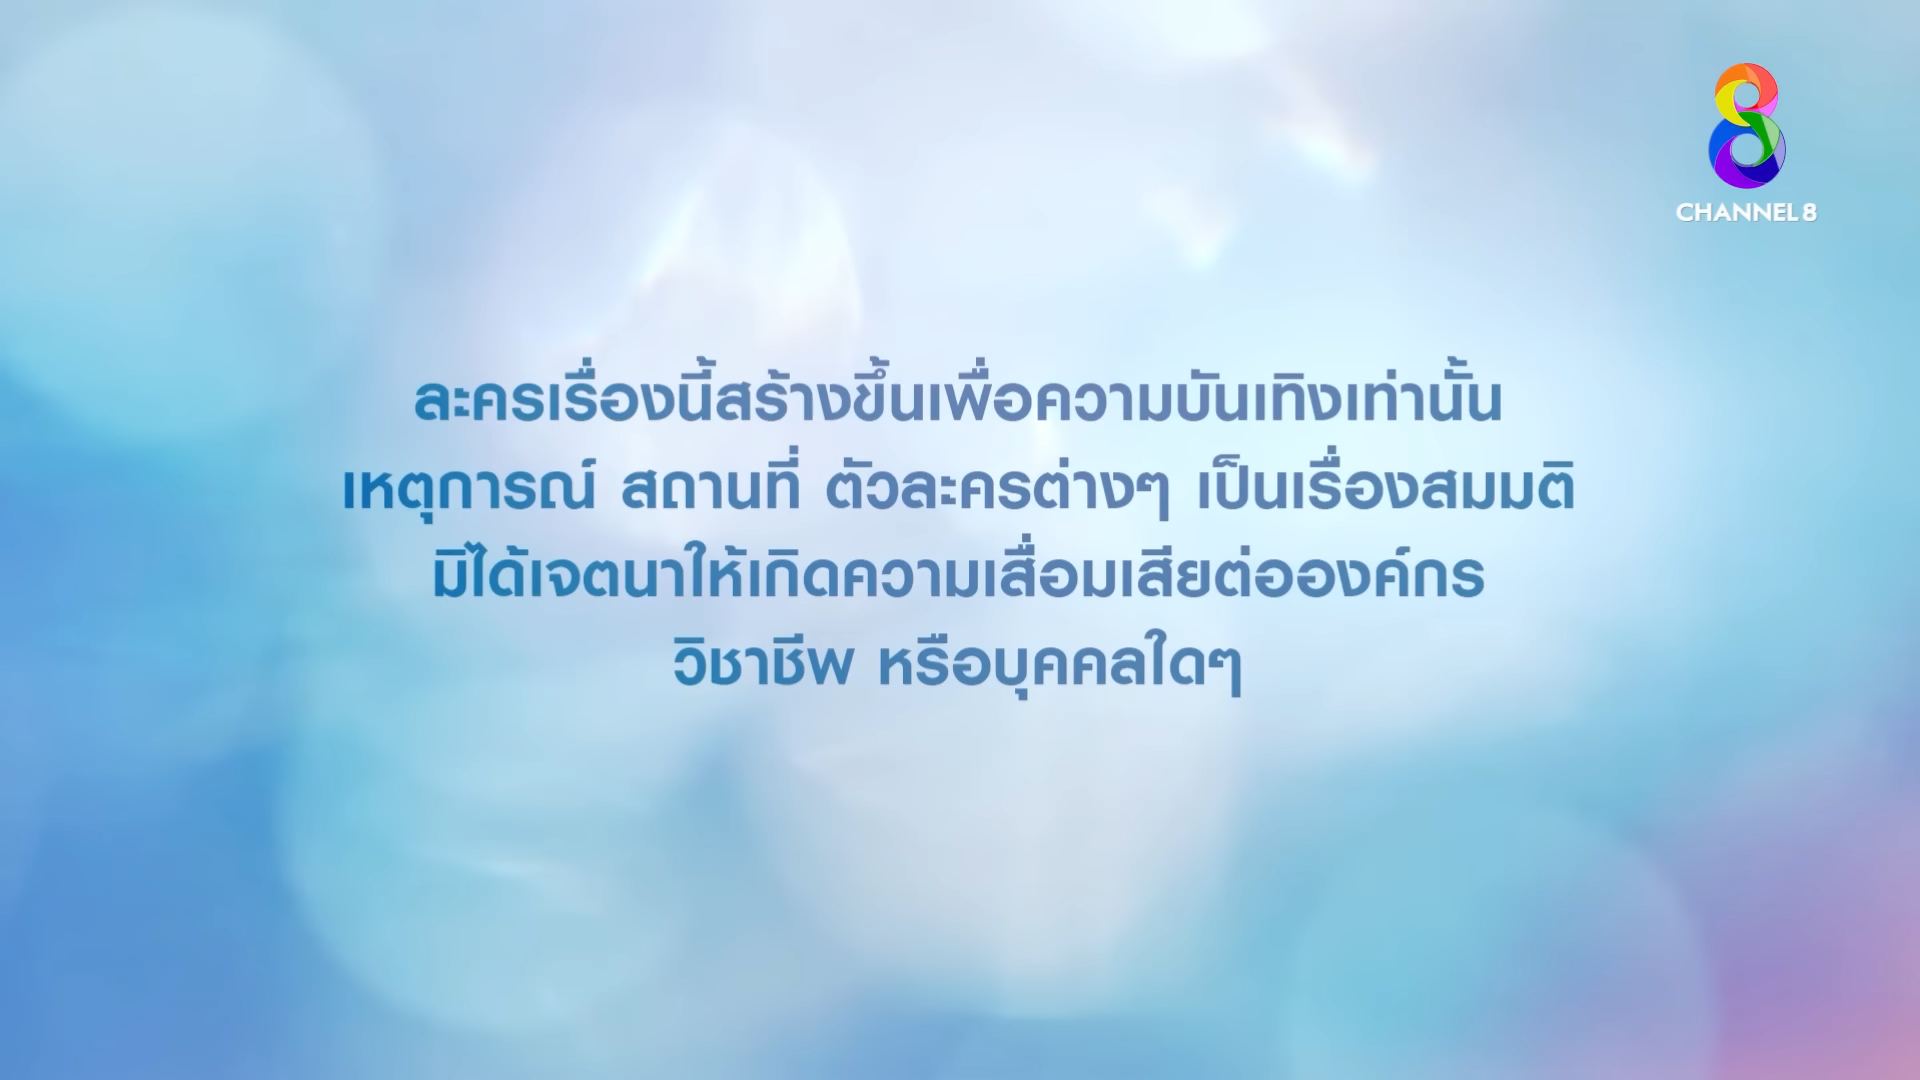 CHANNEL 8
ละครเรื่องนี้สร้างขึ้นเพื่อความบันเทิงเท่านั้น
เหตุการณ์ สถานที่ ตัวละครต่างๆ เป็นเรื่องสมมติ
มิได้เจตนาให้เกิดความเสื่อมเสียต่อองค์กร
วิชาชีพ หรือบุคคลใดๆ